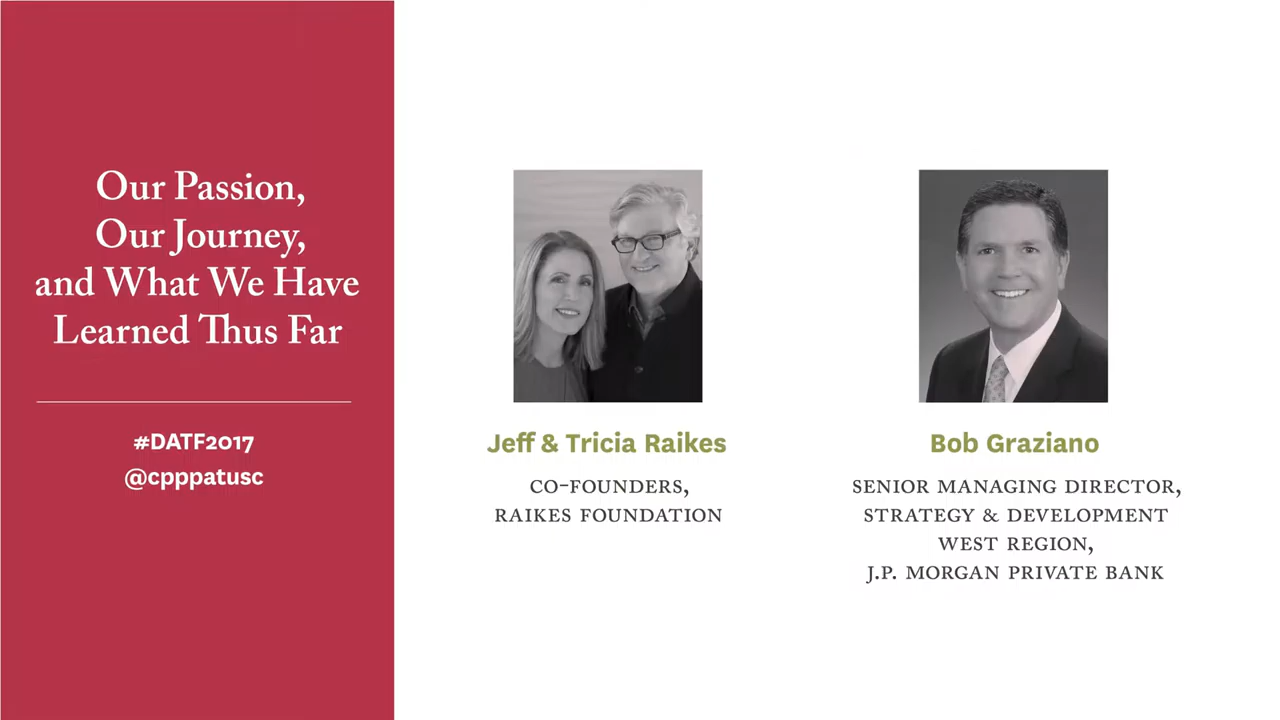 Our Passion,
Our Journey,
and What We Have
Learned Thus Far
#DATF2017
@cpppatusc
Jeff & Tricia Raikes
CO-FOUNDERS,
RAIKES FOUNDATION
Bob Graziano
SENIOR MANAGING DIRECTOR,
STRATEGY & DEVELOPMENT
WEST REGION,
J.P. MORGAN PRIVATE BANK